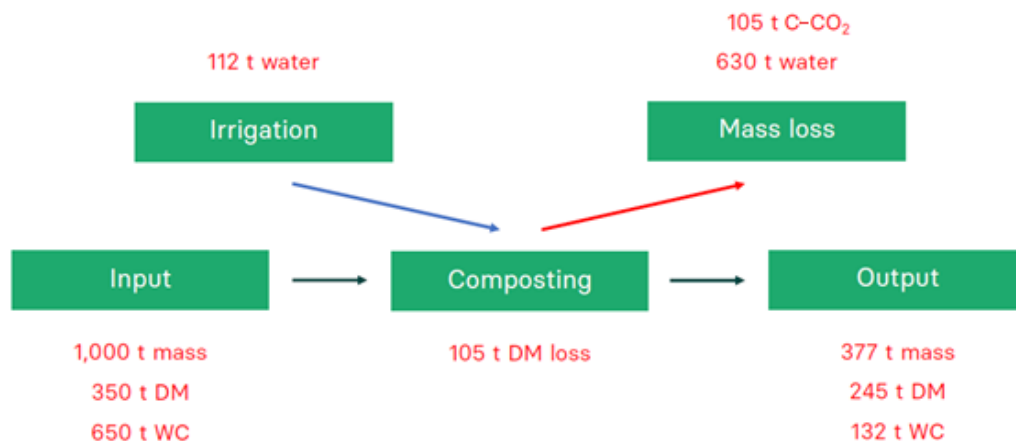 105 t C–CO₂
112 t water
630 t water
Irrigation
Mass loss
Input
Composting
Output
1,000 t mass
105 t DM loss
377 t mass
350 t DM
245 t DM
650 t WC
132 t WC